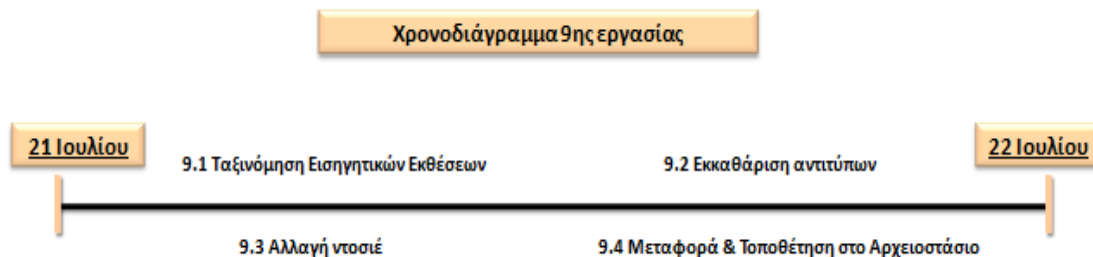 Χρονοδιάγραμμα 9ης εργασίας
21 Ιουλίου
22 Ιουλίου
9.1 Ταξινόμηση Εισηγητικών Εκθέσεων
9.2 Εκκαθάριση αντιτύπων
9.3 Αλλαγή ντοσιέ
9.4 Μεταφορά & Τοποθέτηση στο Αρχειοστάσιο